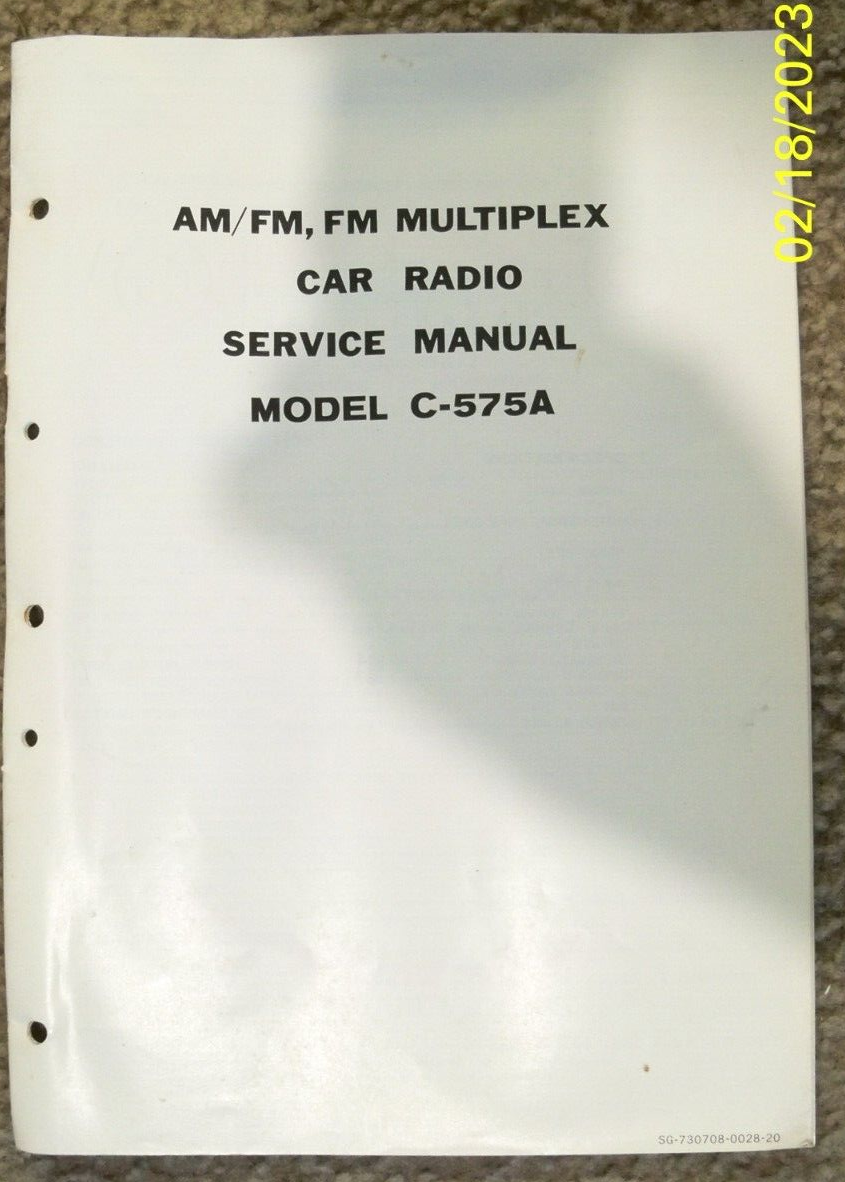 AM/FM, FM MULTIPLEX
CAR RADIO
SERVICE MANUAL
MODEL C-575A
SG-730708-0028-20
02/18/2023